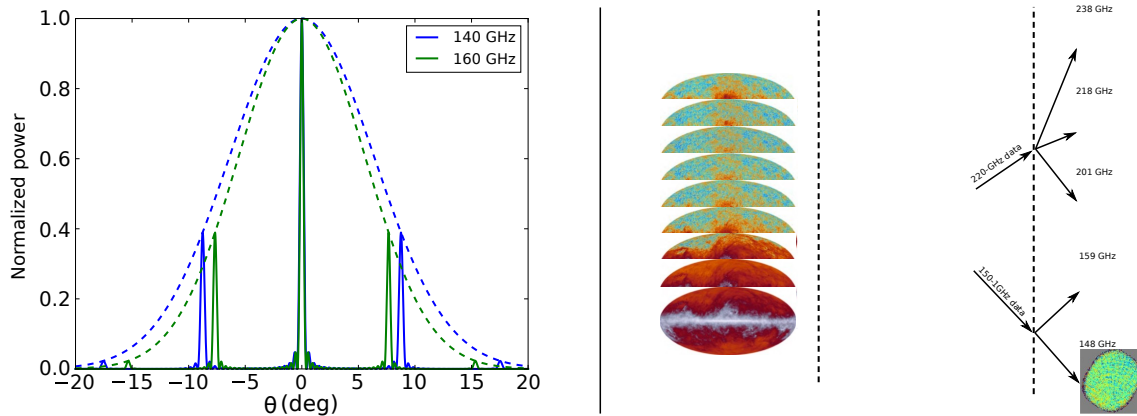 1.0
0.8
0.6
0.4
0.2
0.0
−20
−15
−10
−5
0
5
10
15
20
Normalized power
θ (deg)
140 GHz
160 GHz
238 GHz
218 GHz
201 GHz
159 GHz
148 GHz
220-GHz data
150-1GHz data